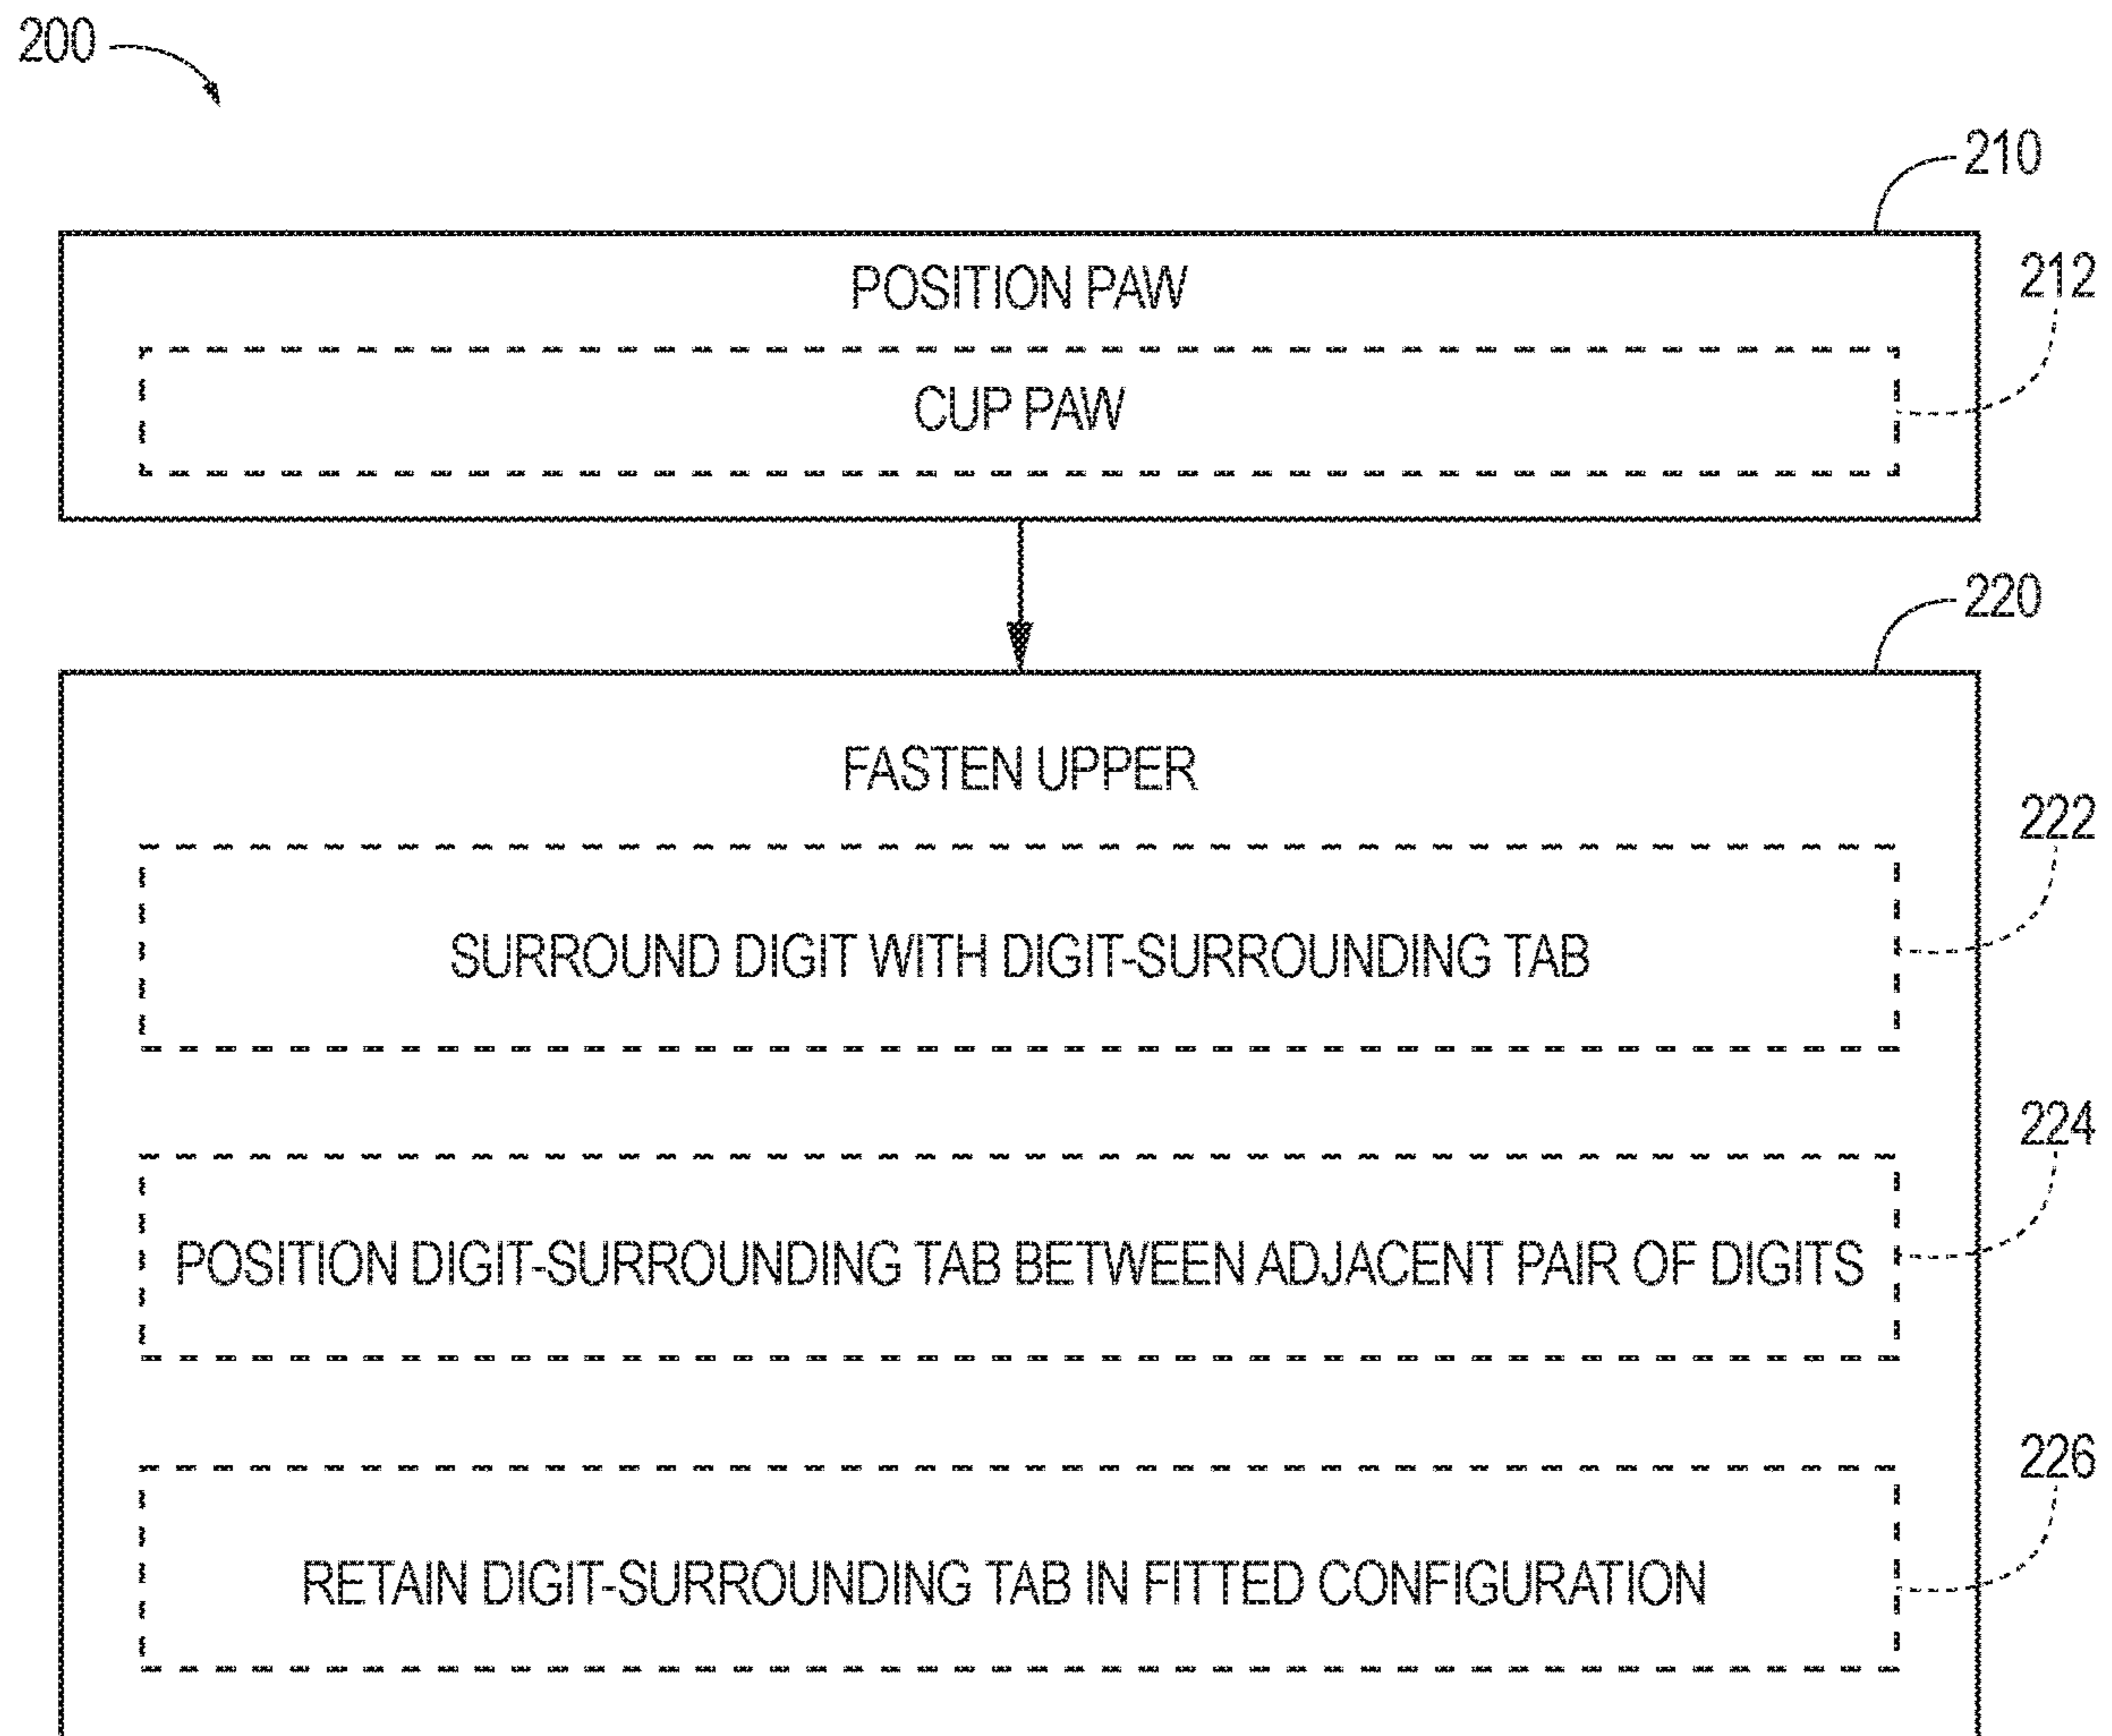 200
210
POSITION PAW
212
CUP PAW
220
FASTEN UPPER
222
SURROUND DIGIT WITH DIGIT-SURROUNDING TAB
224
POSITION DIGIT-SURROUNDING TAB BETWEEN ADJACENT PAIR OF DIGITS
226
RETAIN DIGIT-SURROUNDING TAB IN FITTED CONFIGURATION